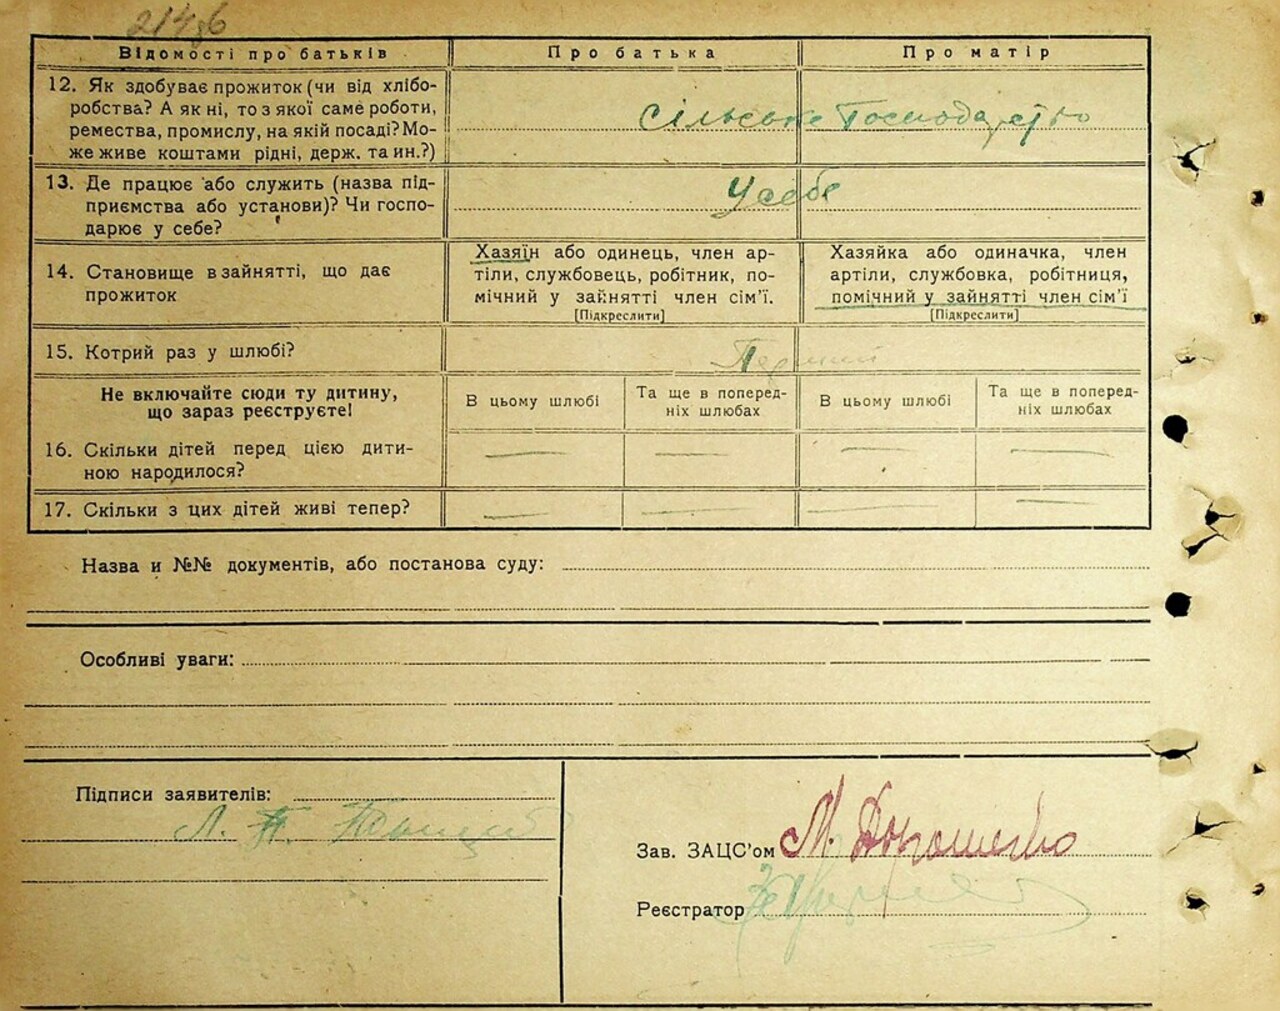 Відомості про батьків Про батька Про матір
12. Як здобуває прожиток (чи від хлібо-
робства? А як ні, то з якої саме роботи,
ремества, промислу, на якій посаді? Мо-
же живе коштами рідні, держ. та ин.?)
Сільське Господарство
13. Де працює або служить (назва під-
приємства або установи)? Чи госпо-
дарює у себе?
У себе
14. Становище в зайнятті, що дає
прожиток
Хазяїн або одинець, член ар-
тіли, службовець, робітник, по-
мічний у зайнятті член сім'ї.
[Підкреслити]
Хазяйка або одиначка, член
артіли, службовка, робітниця,
помічний у зайнятті член сім'ї
[Підкреслити]
15. Котрий раз у шлюбі?
Не включайте сюди ту дитину,
що зараз реєструєте!
В цьому шлюбі
Та ще в поперед-
ніх шлюбах
В цьому шлюбі
Та ще в поперед-
ніх шлюбах
16. Скільки дітей перед цією дити-
ною народилося?
17. Скільки з цих дітей живі тепер?
Назва и №№ документів, або постанова суду:
Особливі уваги:
Підписи заявителів:
Л. П.
Зав. ЗАЦС'ом М. Дорошенко
Реєстратор